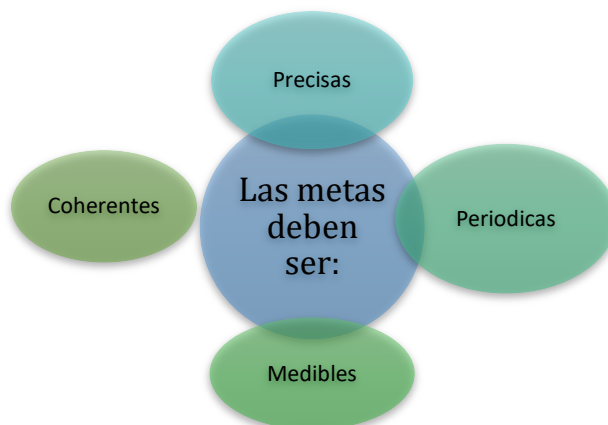 Precisas
Coherentes
Las metas
deben
ser:
Periodicas
Medibles